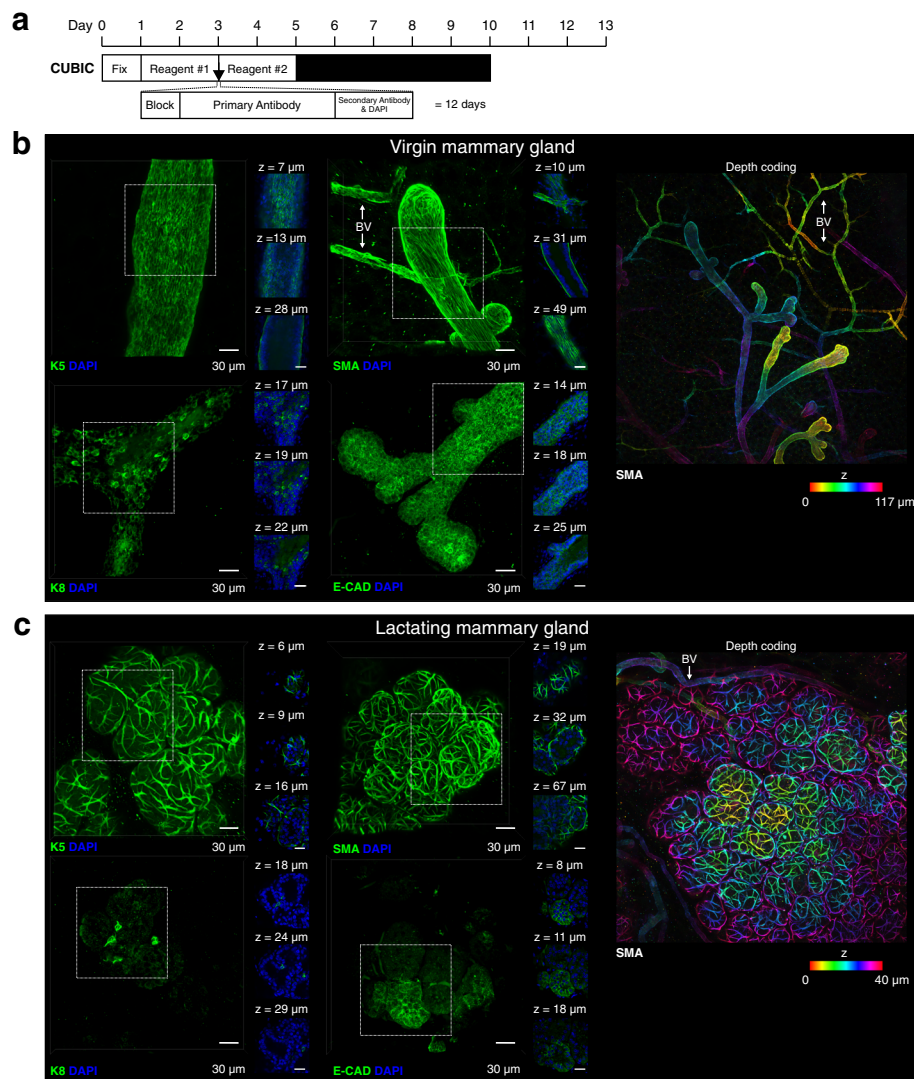 a
Day 0 1 2 3 4 5 6 7 8 9 10 11 12 13
CUBIC Fix Reagent #1 Reagent #2
Block Primary Antibody Secondary Antibody & DAPI = 12 days
b
Virgin mammary gland
z = 7 µm
z =13 µm
z = 28 µm
K5 DAPI 30 µm
BV
z =10 µm
z = 31 µm
z = 49 µm
SMA DAPI 30 µm
Depth coding
BV
SMA
z
0 117 µm
z = 17 µm
z = 19 µm
z = 22 µm
K8 DAPI 30 µm
z = 14 µm
z = 18 µm
z = 25 µm
E-CAD DAPI 30 µm
c
Lactating mammary gland
z = 6 µm
z = 9 µm
z = 16 µm
K5 DAPI 30 µm
z = 19 µm
z = 32 µm
z = 67 µm
SMA DAPI 30 µm
Depth coding
BV
SMA
z
0 40 µm
z = 18 µm
z = 24 µm
z = 29 µm
K8 DAPI 30 µm
z = 8 µm
z = 11 µm
z = 18 µm
E-CAD DAPI 30 µm